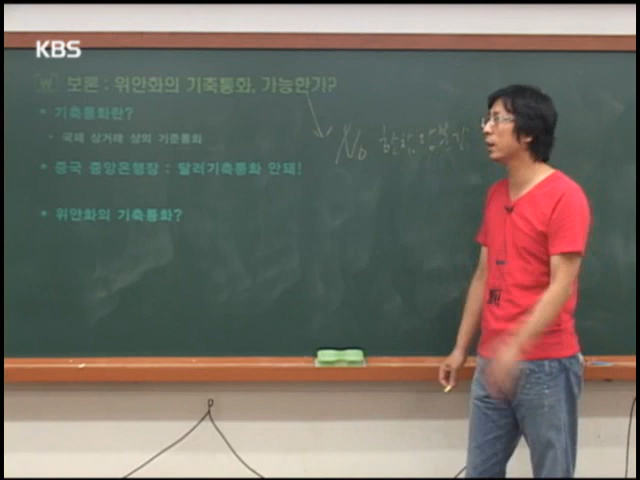 KBS
W 보론 : 위안화의 기축통화, 가능한가?
• 기축통화란?
• 국제 상거래 상의 기준통화
• 중국 중앙은행장 : 달러기축통화 안돼!
• 위안화의 기축통화?
No